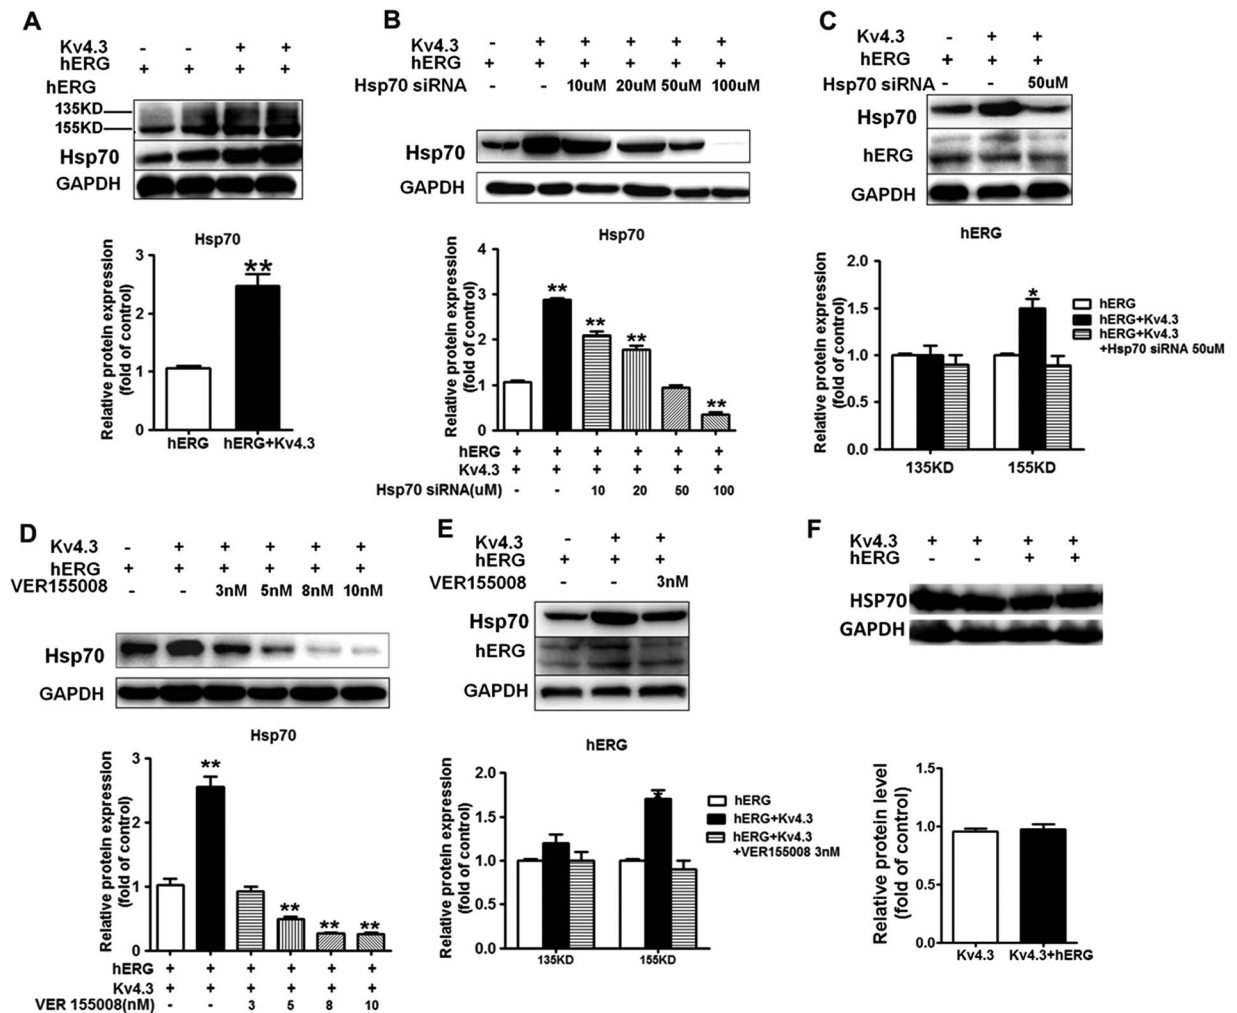 A
Kv4.3 - - + +
hERG + + + +
hERG
135KD
155KD
Hsp70
GAPDH
Hsp70
Relative protein expression
(fold of control)
3
2
1
0
**
hERG hERG+Kv4.3
B
Kv4.3 - + + + + +
hERG + + + + + +
Hsp70 siRNA - - 10uM 20uM 50uM 100uM
Hsp70
GAPDH
Hsp70
Relative protein expression
(fold of control)
4
3
2
1
0
** ** ** **
hERG + + + + + +
Kv4.3 + + + + + +
Hsp70 siRNA(uM) - - 10 20 50 100
C
Kv4.3 - + +
hERG + + +
Hsp70 siRNA - - 50uM
Hsp70
hERG
GAPDH
hERG
Relative protein expression
(fold of control)
2.0
1.5
1.0
0.5
0.0
*
135KD 155KD
hERG
hERG+Kv4.3
hERG+Kv4.3
+Hsp70 siRNA 50uM
D
Kv4.3 - + + + + +
hERG + + + + + +
VER155008 - - 3nM 5nM 8nM 10nM
Hsp70
GAPDH
Hsp70
Relative protein expression
(fold of control)
3
2
1
0
** ** ** **
hERG + + + + + +
Kv4.3 + + + + + +
VER 155008(nM) - - 3 5 8 10
E
Kv4.3 - + +
hERG + + +
VER155008 - - 3nM
Hsp70
hERG
GAPDH
hERG
Relative protein expression
(fold of control)
2.0
1.5
1.0
0.5
0.0
*
135KD 155KD
hERG
hERG+Kv4.3
hERG+Kv4.3
+VER155008 3nM
F
Kv4.3 + + + +
hERG - - + +
HSP70
GAPDH
Relative protein level
(fold of control)
1.5
1.0
0.5
0.0
Kv4.3 Kv4.3+hERG